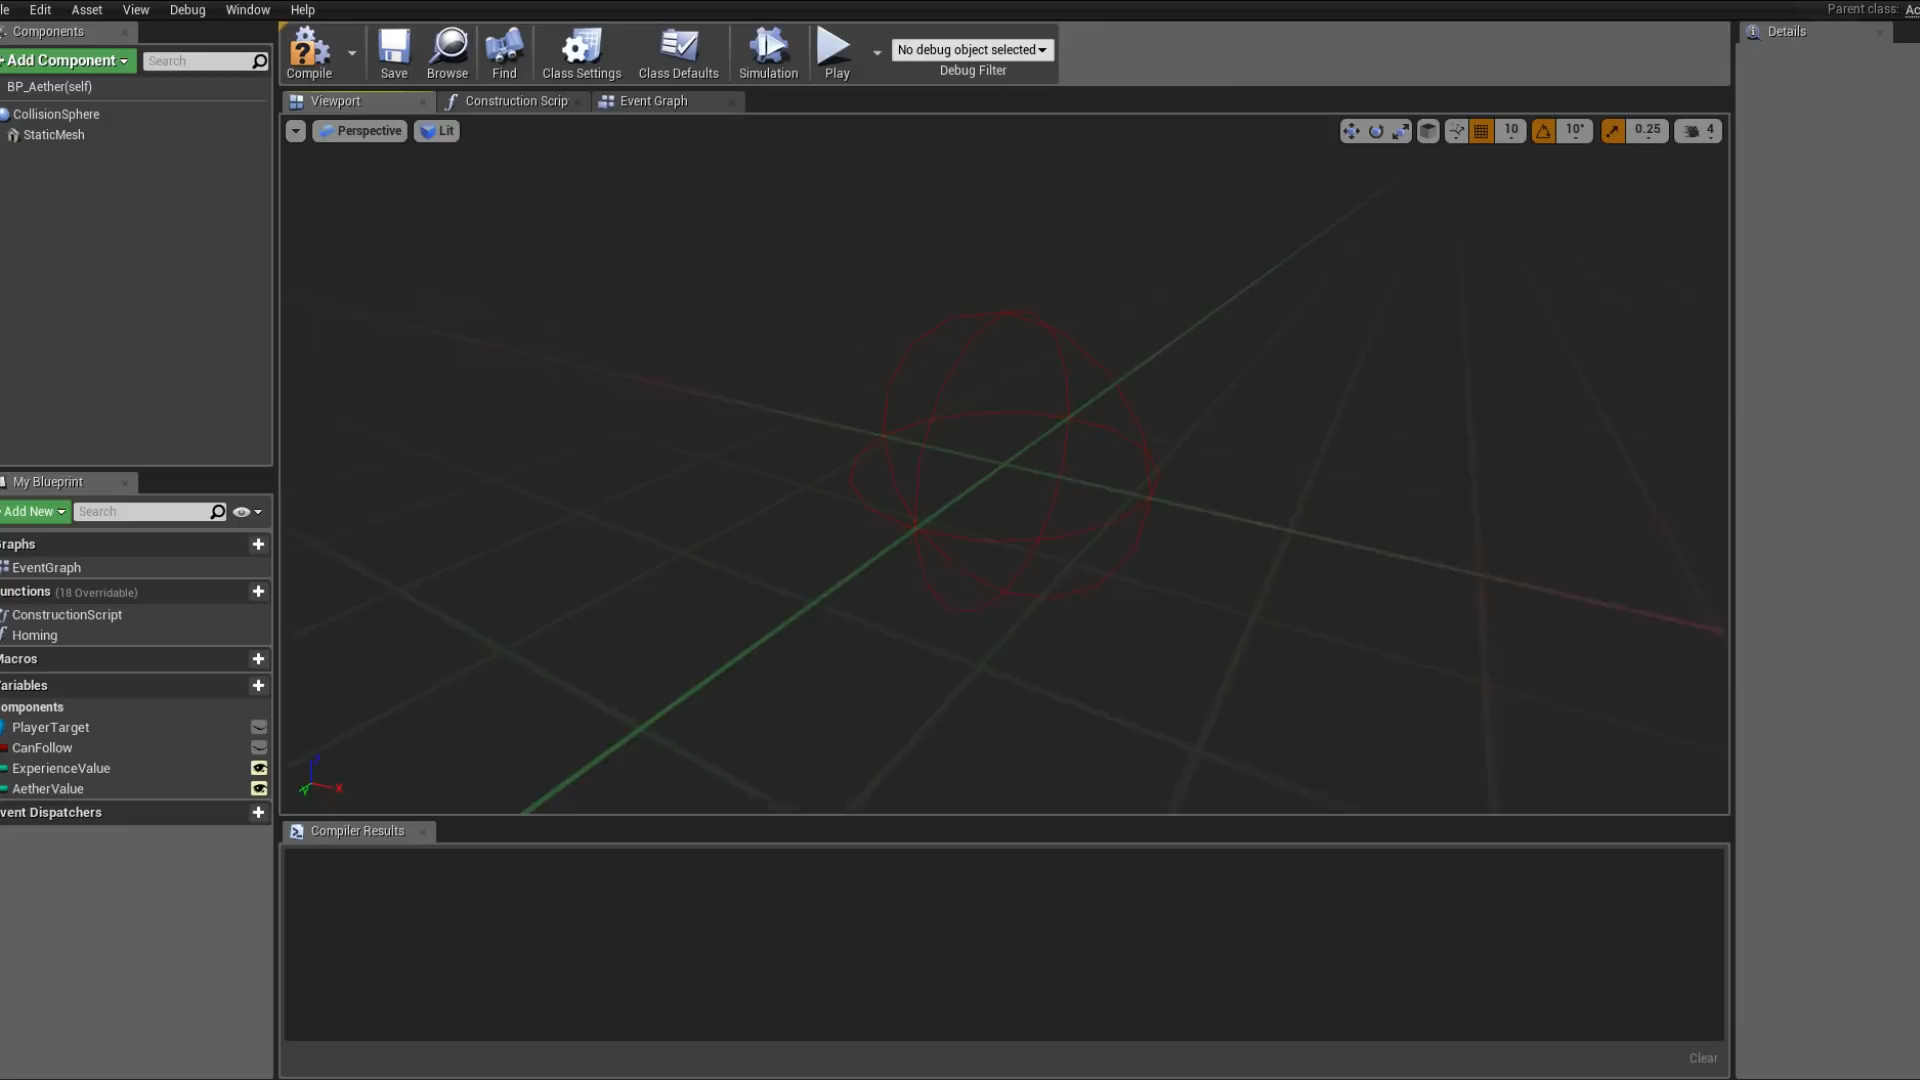 le Edit Asset View Debug Window Help
Parent class: Ac
Components
Add Component
Search
BP_Aether(self)
CollisionSphere
StaticMesh
Compile
Save
Browse
Find
Class Settings
Class Defaults
Simulation
Play
No debug object selected
Debug Filter
Details
Viewport
Construction Scrip
Event Graph
Perspective
Lit
10
10°
0.25
4
X
My Blueprint
Add New
Search
Graphs
EventGraph
unctions (18 Overridable)
ConstructionScript
Homing
Macros
ariables
omponents
PlayerTarget
CanFollow
ExperienceValue
AetherValue
vent Dispatchers
Compiler Results
Clear